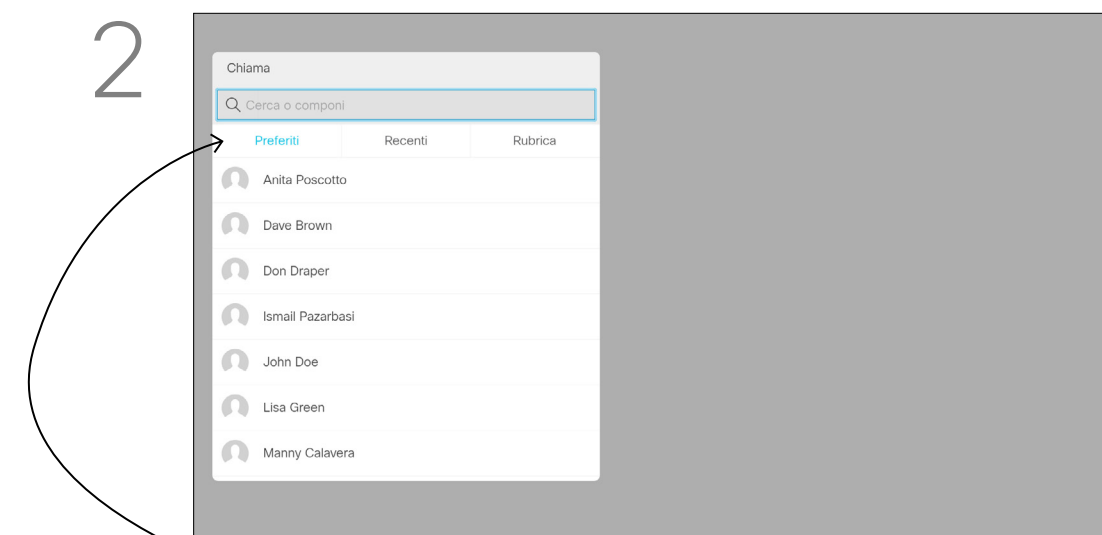 2
Chiama
Cerca o componi
Preferiti Recenti Rubrica
Anita Poscotto
Dave Brown
Don Draper
Ismail Pazarbasi
John Doe
Lisa Green
Manny Calavera